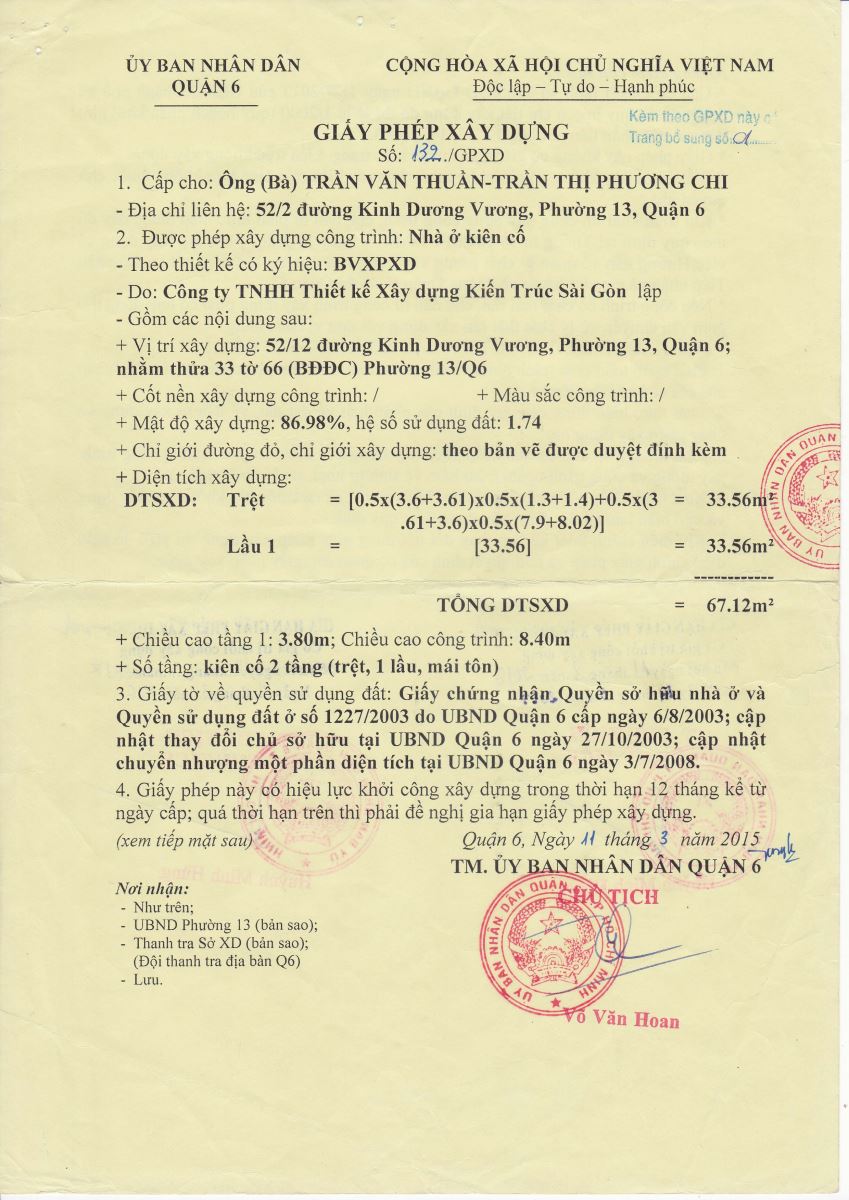 ỦY BAN NHÂN DÂN
QUẬN 6
CỘNG HÒA XÃ HỘI CHỦ NGHĨA VIỆT NAM
Độc lập – Tự do – Hạnh phúc
Kèm theo GPXD này
Trang bổ sung số: 01
GIẤY PHÉP XÂY DỰNG
Số: 132./GPXD
1. Cấp cho: Ông (Bà) TRẦN VĂN THUẦN-TRẦN THỊ PHƯƠNG CHI
- Địa chỉ liên hệ: 52/2 đường Kinh Dương Vương, Phường 13, Quận 6
2. Được phép xây dựng công trình: Nhà ở kiên cố
- Theo thiết kế có ký hiệu: BVXPXD
- Do: Công ty TNHH Thiết kế Xây dựng Kiến Trúc Sài Gòn lập
- Gồm các nội dung sau:
+ Vị trí xây dựng: 52/12 đường Kinh Dương Vương, Phường 13, Quận 6;
nhằm thửa 33 tờ 66 (BĐĐC) Phường 13/Q6
+ Cốt nền xây dựng công trình: / + Màu sắc công trình: /
+ Mật độ xây dựng: 86.98%, hệ số sử dụng đất: 1.74
+ Chỉ giới đường đỏ, chỉ giới xây dựng: theo bản vẽ được duyệt đính kèm
+ Diện tích xây dựng:
DTSXD: Trệt = [0.5x(3.6+3.61)x0.5x(1.3+1.4)+0.5x(3 = 33.56m²
.61+3.6)x0.5x(7.9+8.02)]
Lầu 1 = [33.56] = 33.56m²
------------
TỔNG DTSXD = 67.12m²
+ Chiều cao tầng 1: 3.80m; Chiều cao công trình: 8.40m
+ Số tầng: kiên cố 2 tầng (trệt, 1 lầu, mái tôn)
3. Giấy tờ về quyền sử dụng đất: Giấy chứng nhận Quyền sở hữu nhà ở và
Quyền sử dụng đất ở số 1227/2003 do UBND Quận 6 cấp ngày 6/8/2003; cập
nhật thay đổi chủ sở hữu tại UBND Quận 6 ngày 27/10/2003; cập nhật
chuyển nhượng một phần diện tích tại UBND Quận 6 ngày 3/7/2008.
4. Giấy phép này có hiệu lực khởi công xây dựng trong thời hạn 12 tháng kể từ
ngày cấp; quá thời hạn trên thì phải đề nghị gia hạn giấy phép xây dựng.
(xem tiếp mặt sau)
Quận 6, Ngày 11 tháng 3 năm 2015
TM. ỦY BAN NHÂN DÂN QUẬN 6
CHỦ TỊCH
Nơi nhận:
- Như trên;
- UBND Phường 13 (bản sao);
- Thanh tra Sở XD (bản sao);
(Đội thanh tra địa bàn Q6)
- Lưu.
ỦY BAN NHÂN DÂN QUẬN 6 TP HỒ CHÍ MINH
Võ Văn Hoan